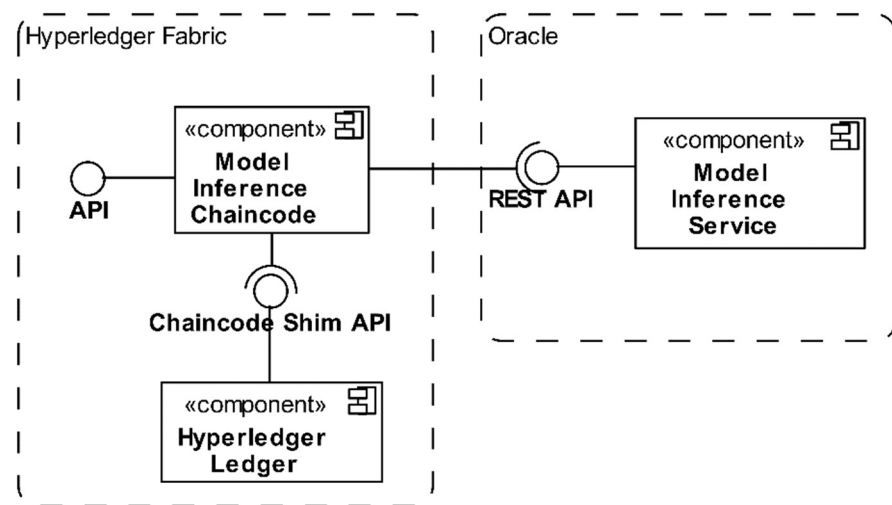 Hyperledger Fabric
Oracle
«component»
Model
Inference
Chaincode
API
REST API
«component»
Model
Inference
Service
Chaincode Shim API
«component»
Hyperledger
Ledger